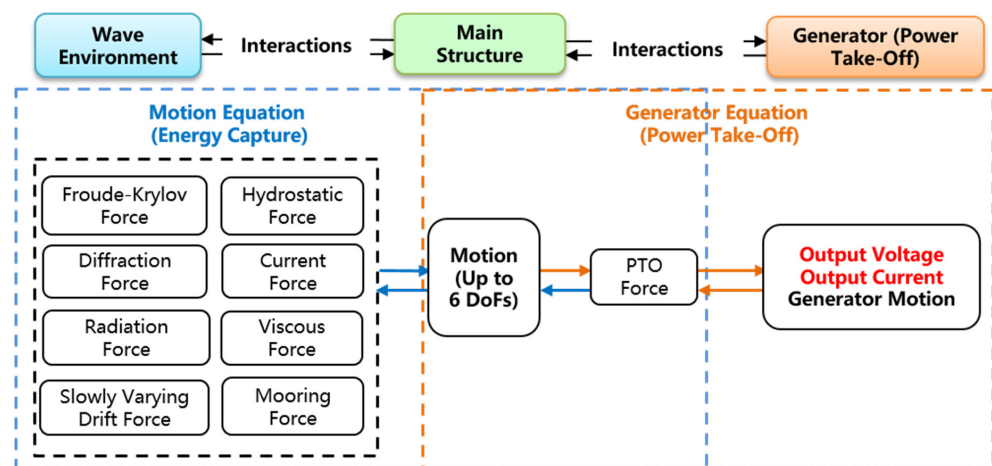 Wave
Environment
Interactions
Main
Structure
Interactions
Generator (Power
Take-Off)
Motion Equation
(Energy Capture)
Generator Equation
(Power Take-Off)
Froude-Krylov
Force
Hydrostatic
Force
Diffraction
Force
Current
Force
Radiation
Force
Viscous
Force
Slowly Varying
Drift Force
Mooring
Force
Motion
(Up to
6 DoFs)
PTO
Force
Output Voltage
Output Current
Generator Motion